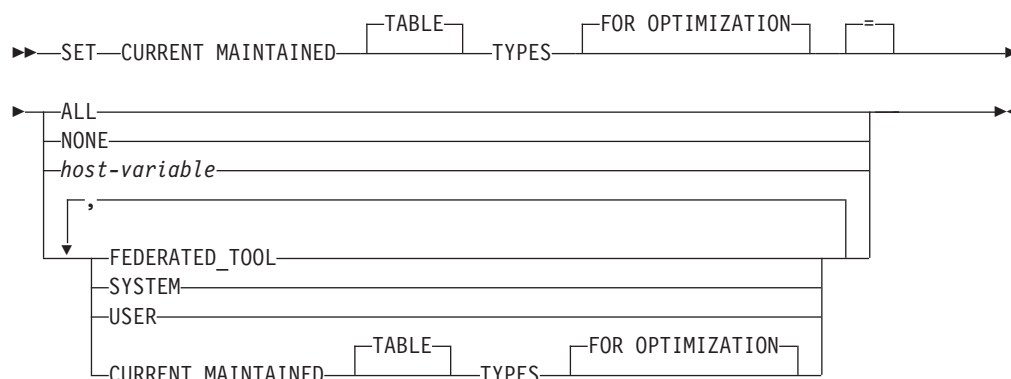 TABLE FOR OPTIMIZATION =
SET CURRENT MAINTAINED TYPES
ALL
NONE
host-variable
,
FEDERATED_TOOL
SYSTEM
USER
TABLE FOR OPTIMIZATION
CURRENT MAINTAINED TYPES